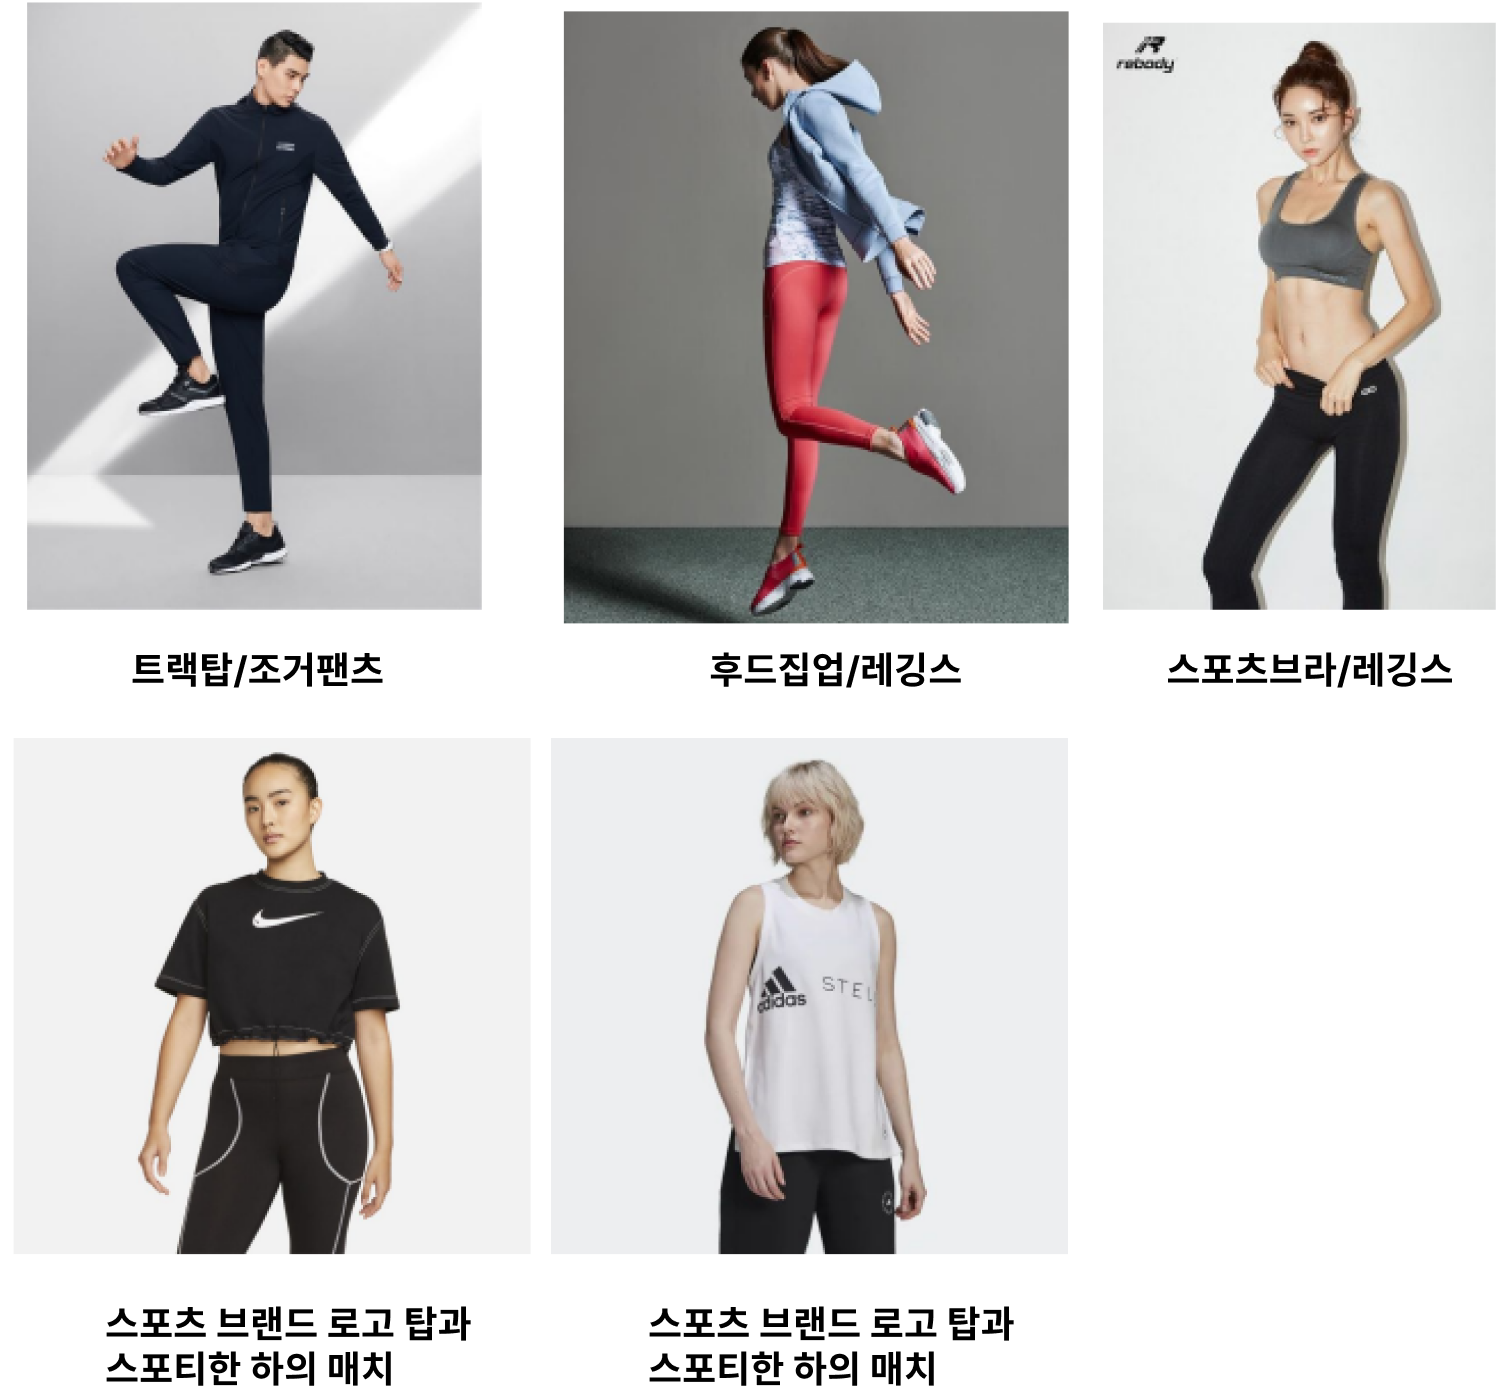 rebody
트랙탑/조거팬츠
후드집업/레깅스
스포츠브라/레깅스
adidas
STEL
스포츠 브랜드 로고 탑과
스포티한 하의 매치
스포츠 브랜드 로고 탑과
스포티한 하의 매치